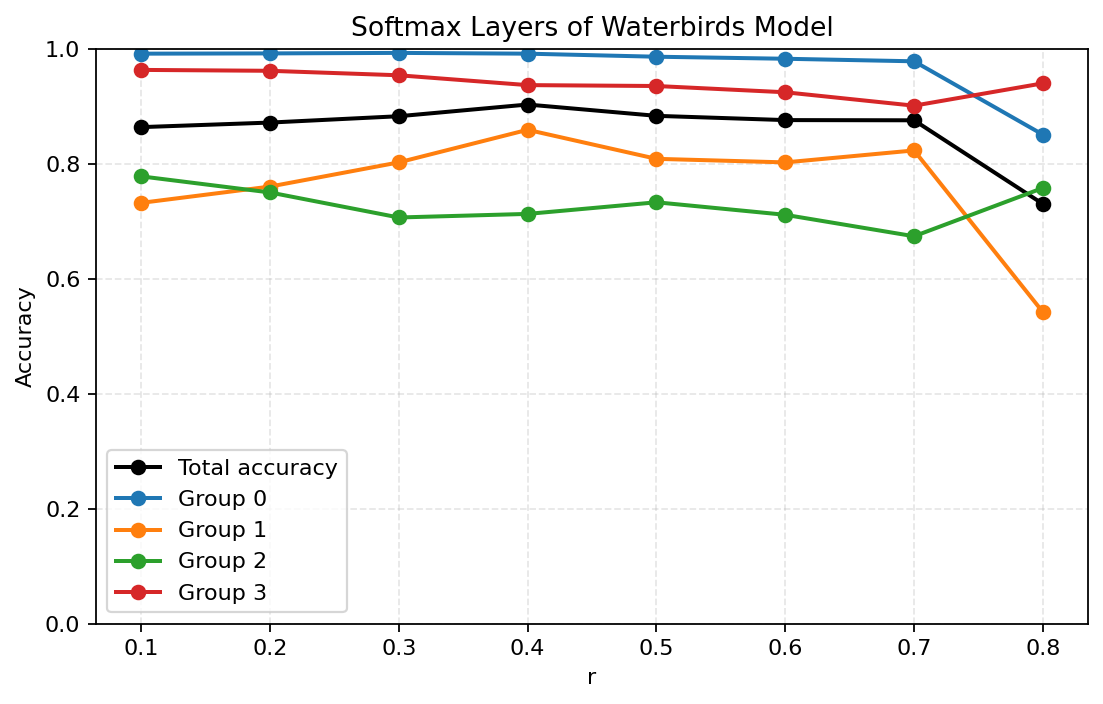 Softmax Layers of Waterbirds Model
1.0
0.8
0.6
0.4
0.2
0.0
Accuracy
Total accuracy
Group 0
Group 1
Group 2
Group 3
0.1 0.2 0.3 0.4 0.5 0.6 0.7 0.8
r